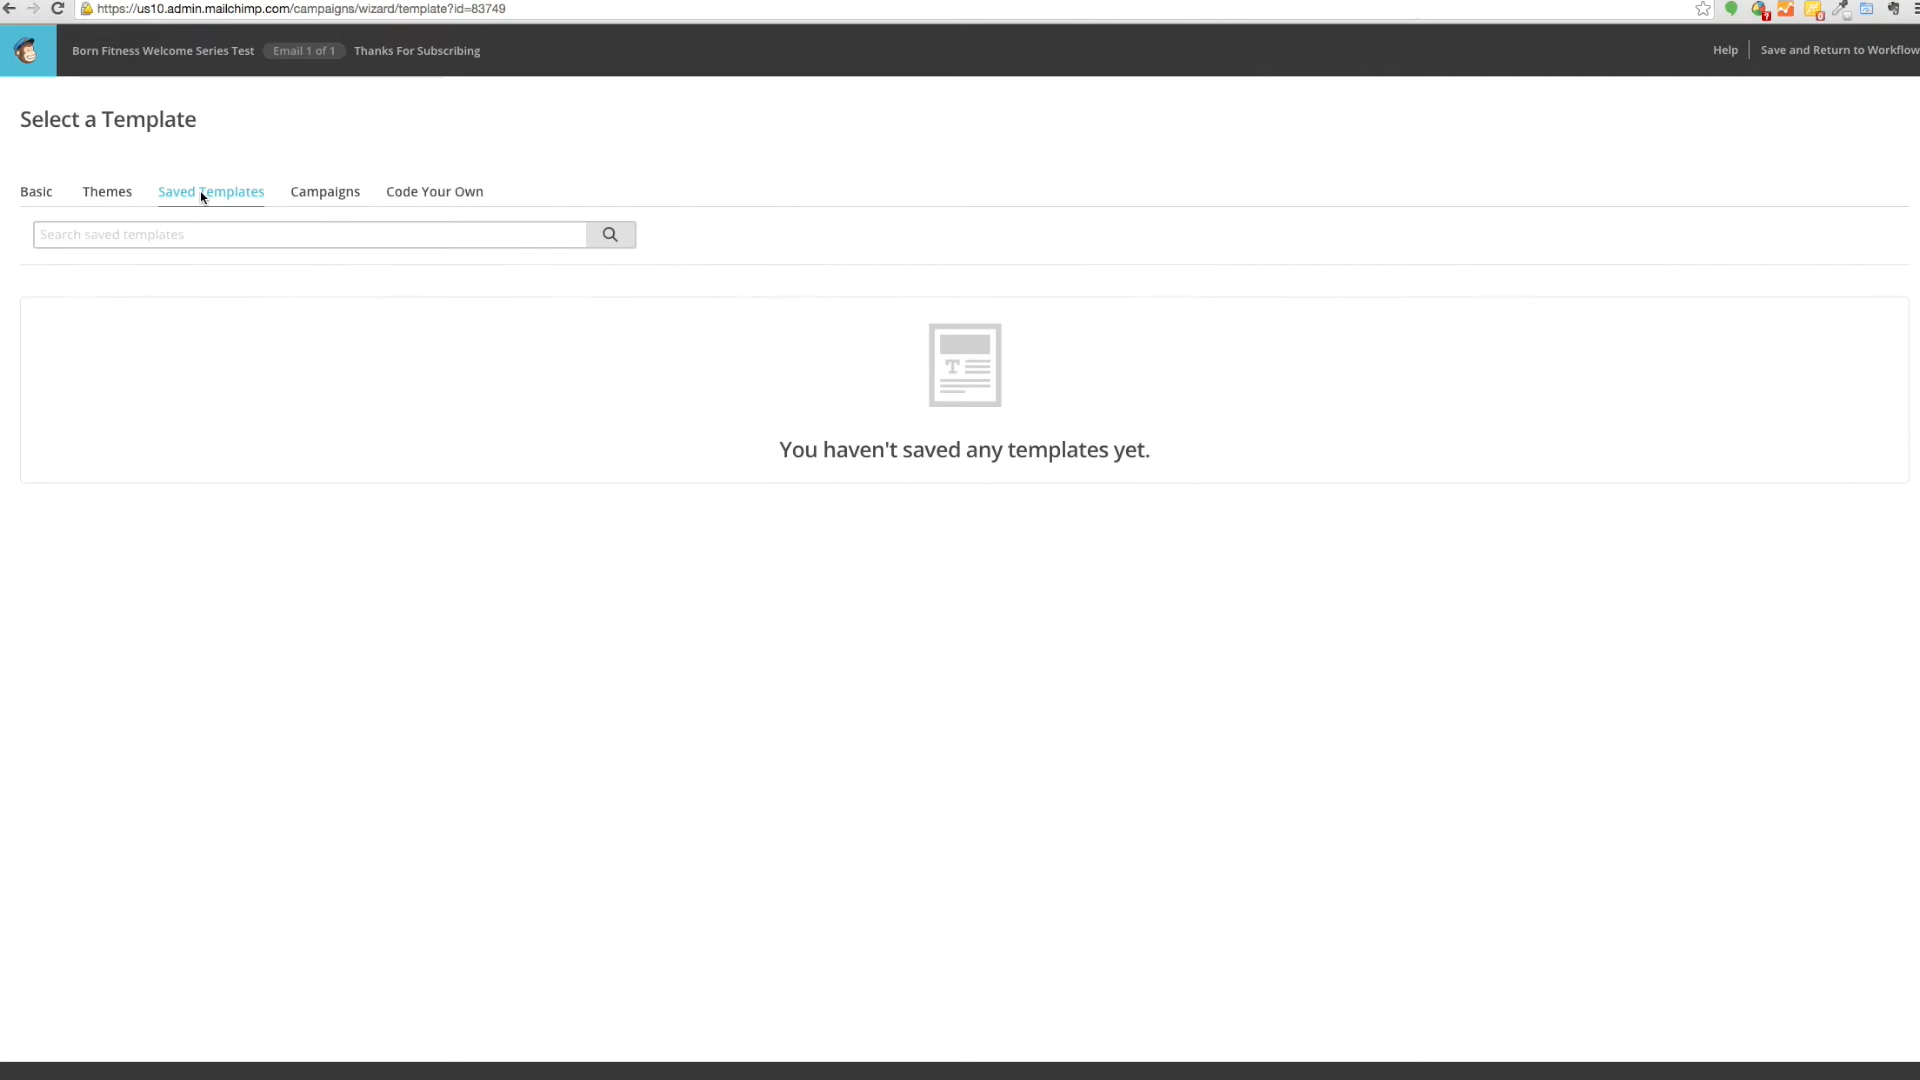 https://us10.admin.mailchimp.com/campaigns/wizard/template?id=83749
Born Fitness Welcome Series Test Email 1 of 1 Thanks For Subscribing Help Save and Return to Workflow
Select a Template
Basic Themes Saved Templates Campaigns Code Your Own
Search saved templates
T
You haven't saved any templates yet.